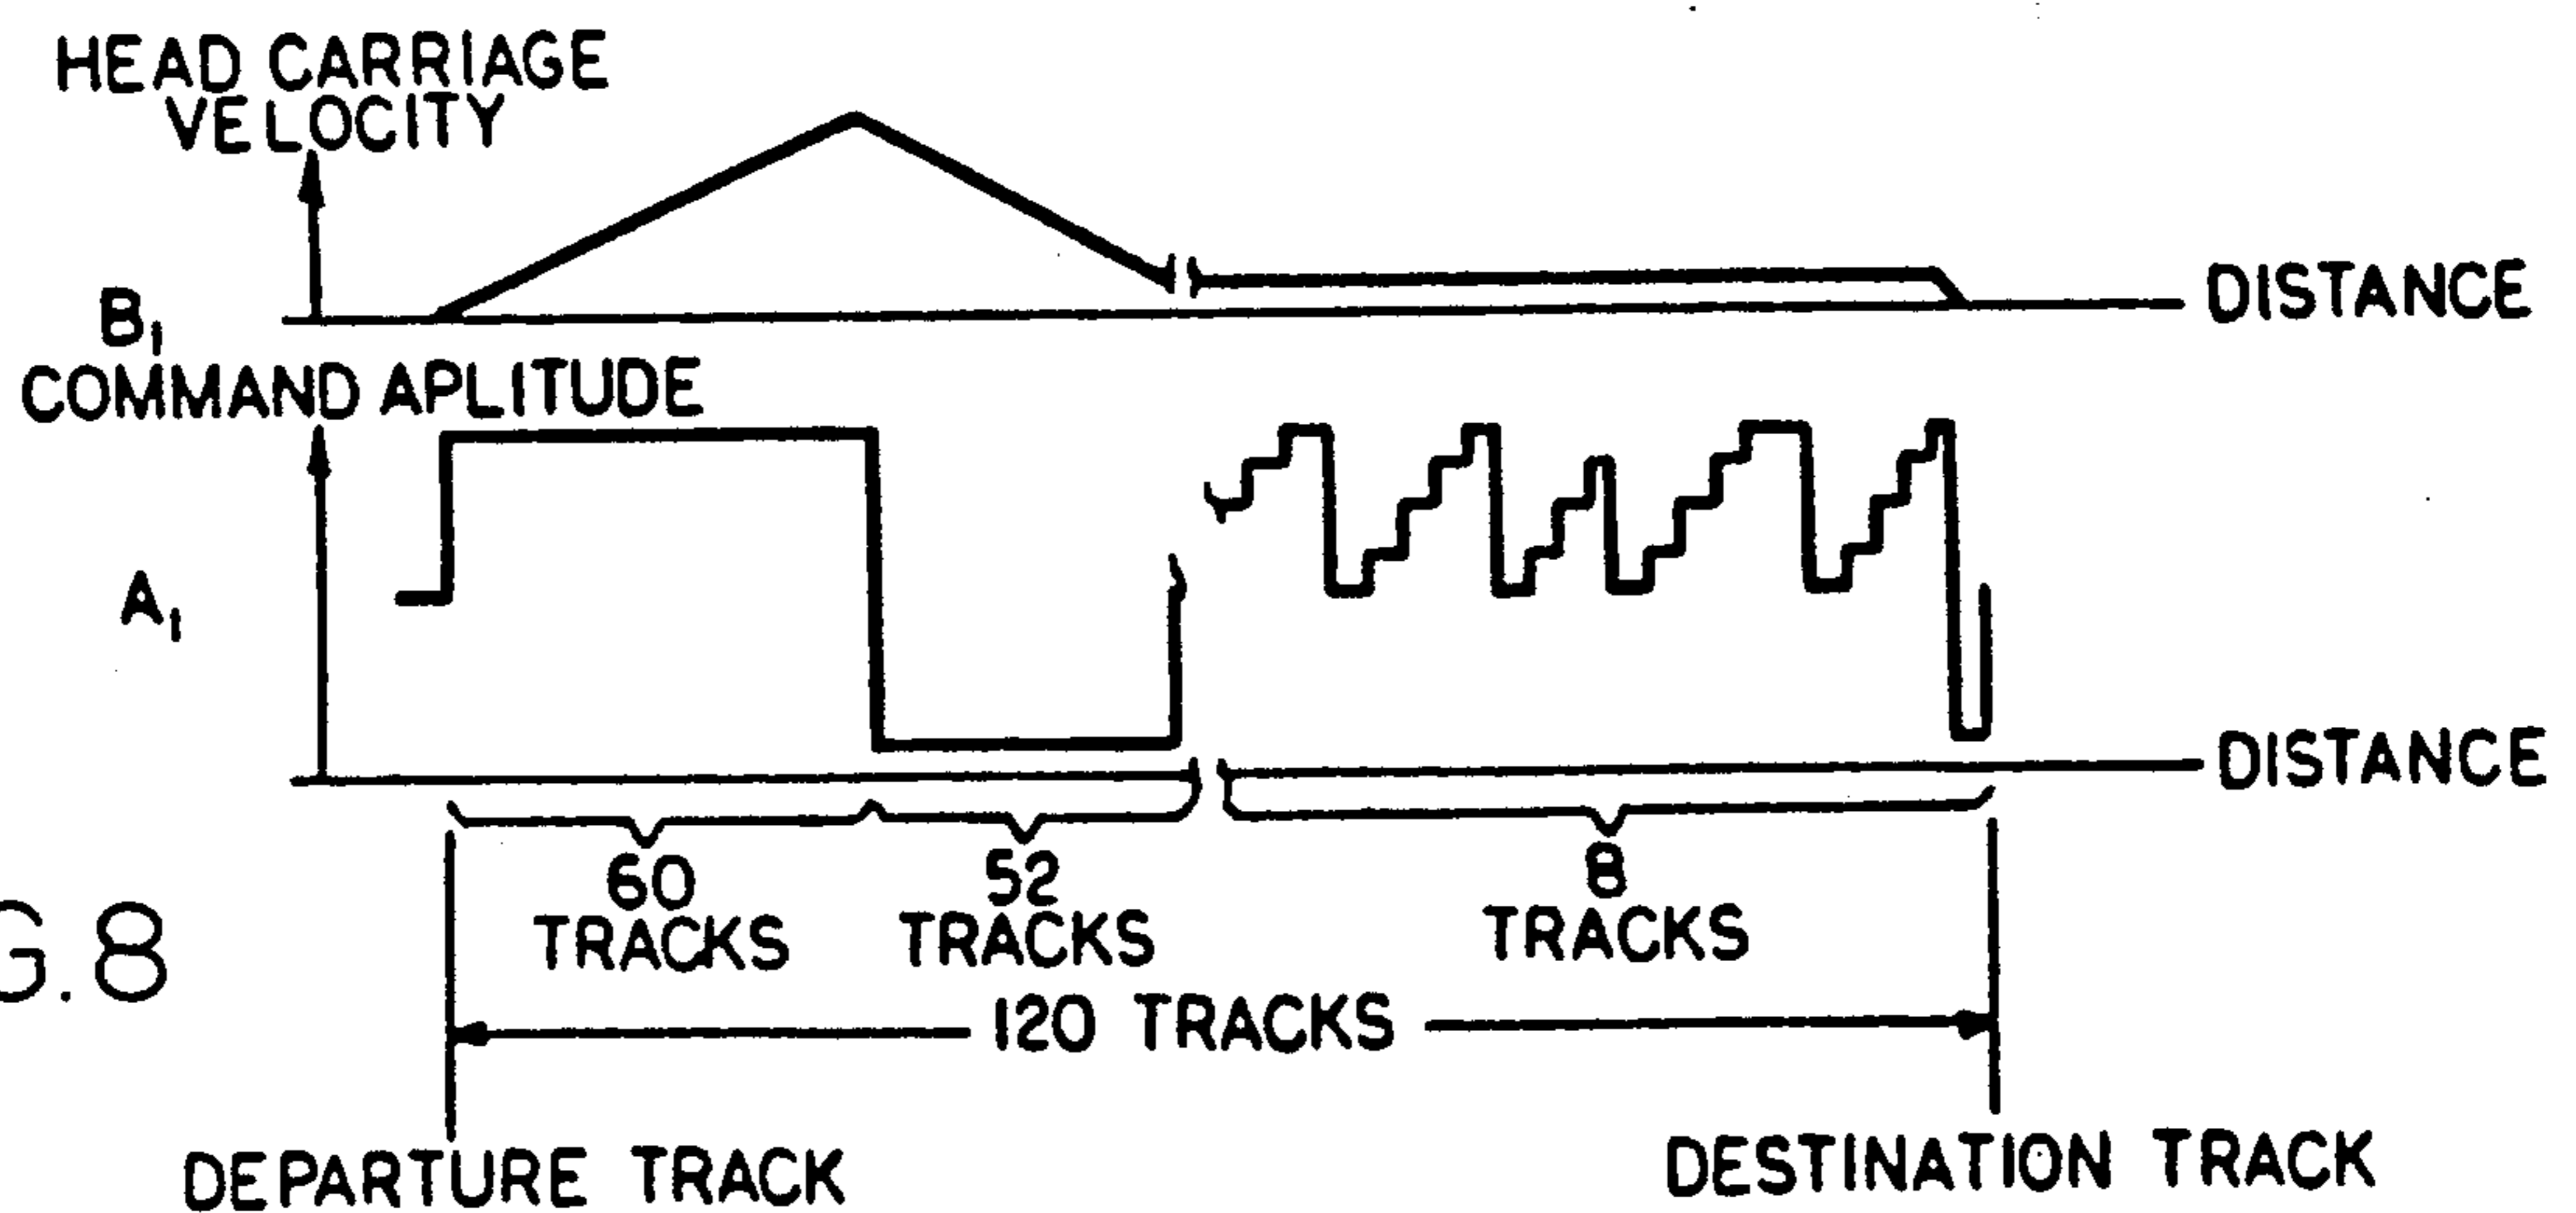 HEAD CARRIAGE
VELOCITY
B₁
DISTANCE
COMMAND APLITUDE
A₁
DISTANCE
60
TRACKS
52
TRACKS
8
TRACKS
G.8
120 TRACKS
DEPARTURE TRACK
DESTINATION TRACK